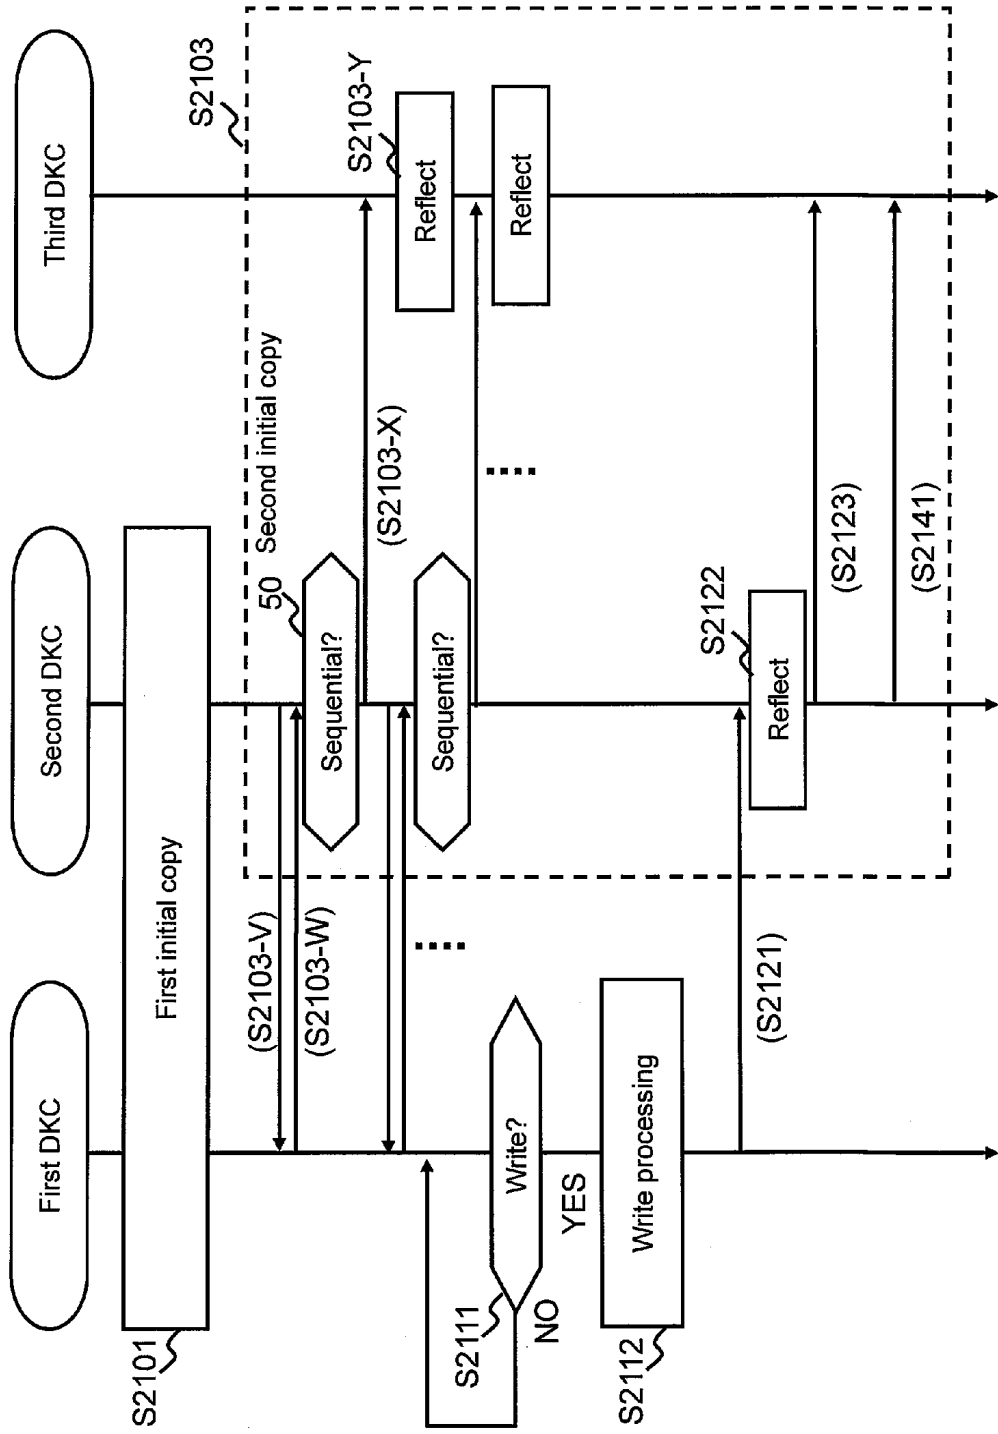 First DKC
Second DKC
Third DKC
S2101
First initial copy
S2103
Second initial copy
(S2103-V)
(S2103-W)
50
Sequential?
(S2103-X)
S2103-Y
Reflect
Sequential?
Reflect
S2111
Write?
NO
YES
S2112
Write processing
(S2121)
S2122
Reflect
(S2123)
(S2141)